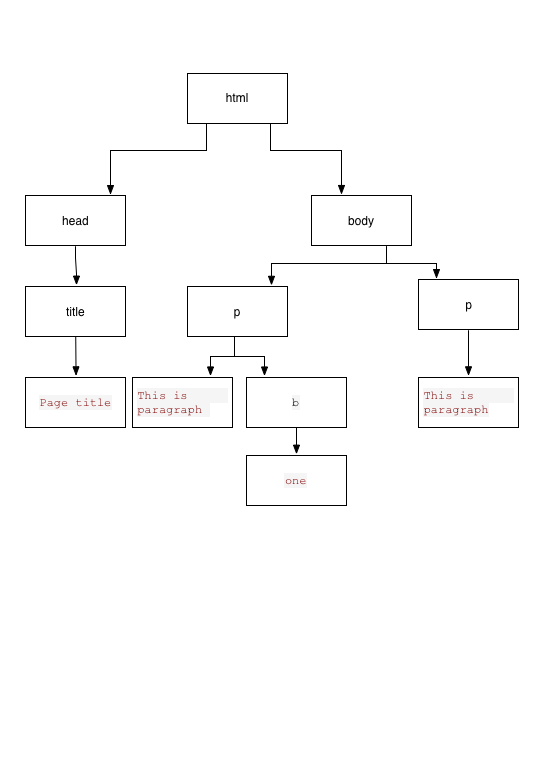 html
head
body
title
p
p
Page title
This is
paragraph
b
This is
paragraph
one